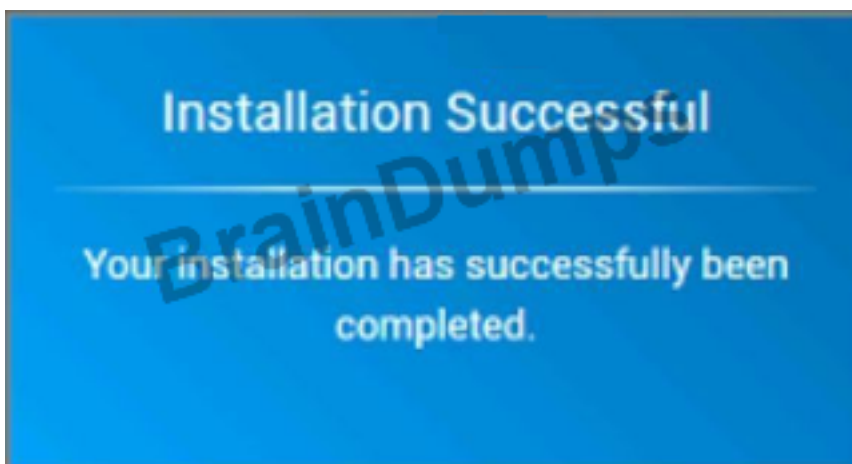 Installation Successful
BrainDumps
Your installation has successfully been
completed.